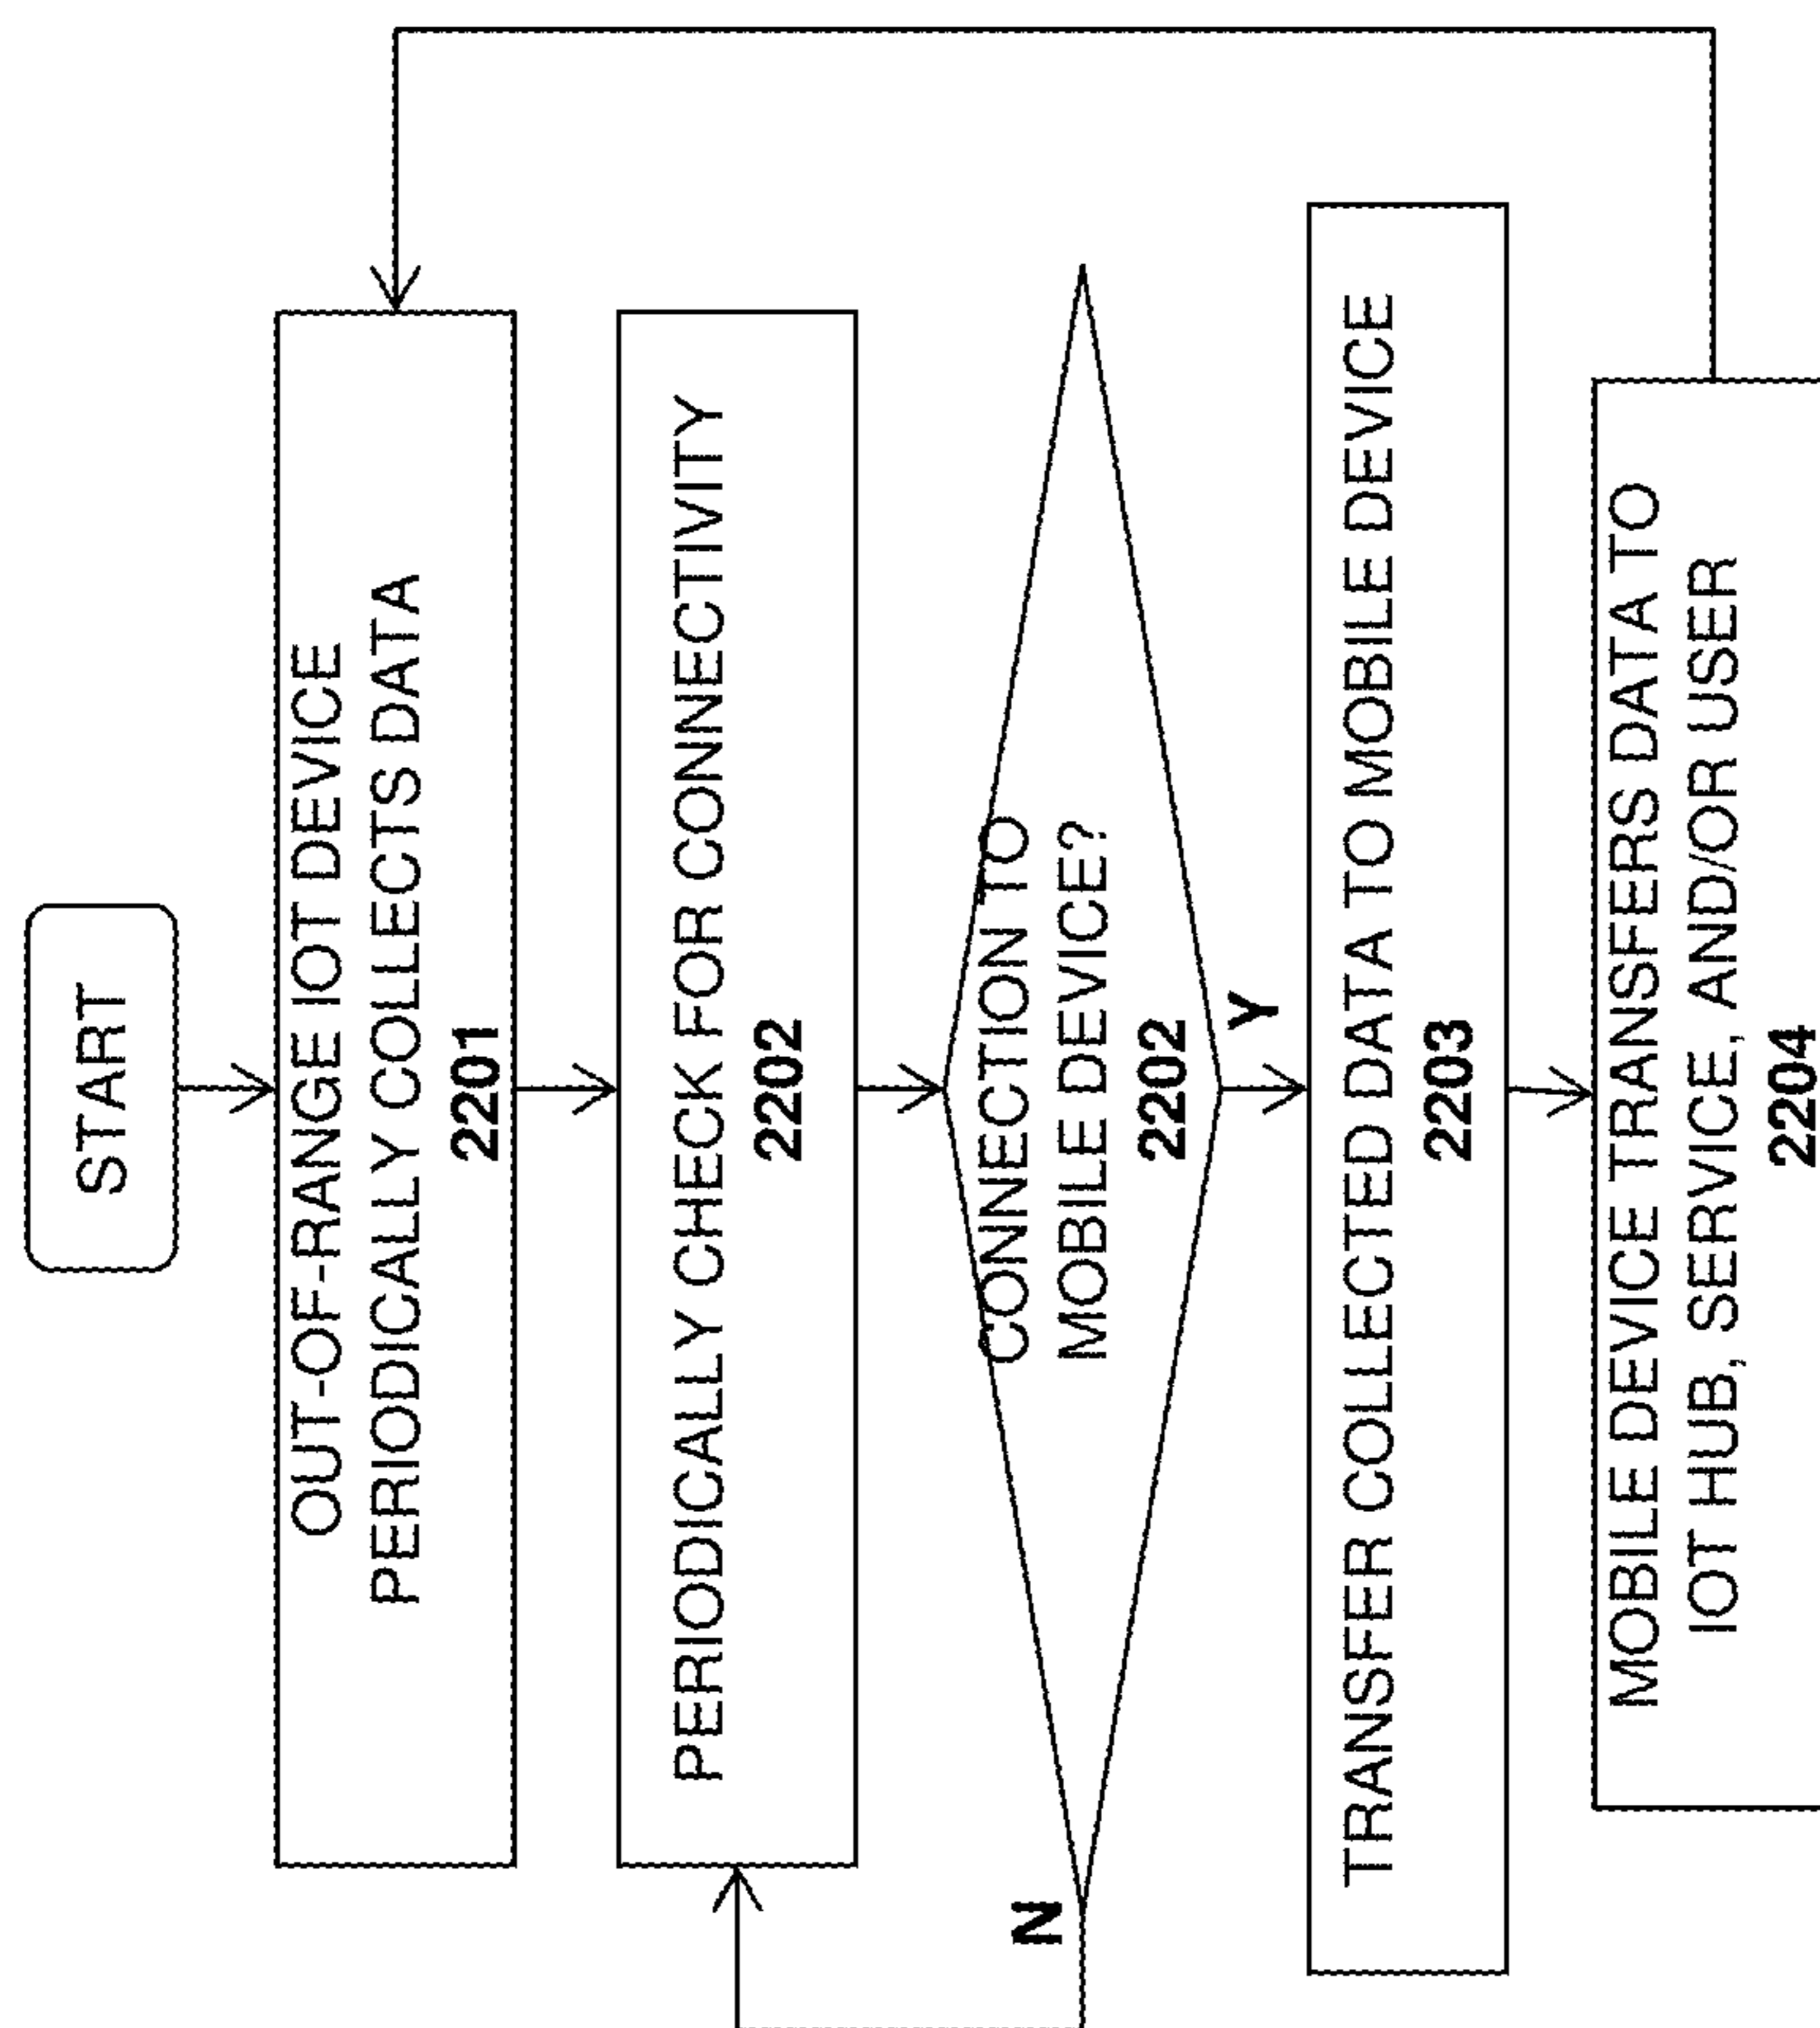 START
OUT-OF-RANGE IOT DEVICE
PERIODICALLY COLLECTS DATA
2201
PERIODICALLY CHECK FOR CONNECTIVITY
2202
CONNECTION TO
MOBILE DEVICE?
2202
N
Y
TRANSFER COLLECTED DATA TO MOBILE DEVICE
2203
MOBILE DEVICE TRANSFERS DATA TO
IOT HUB, SERVICE, AND/OR USER
2204